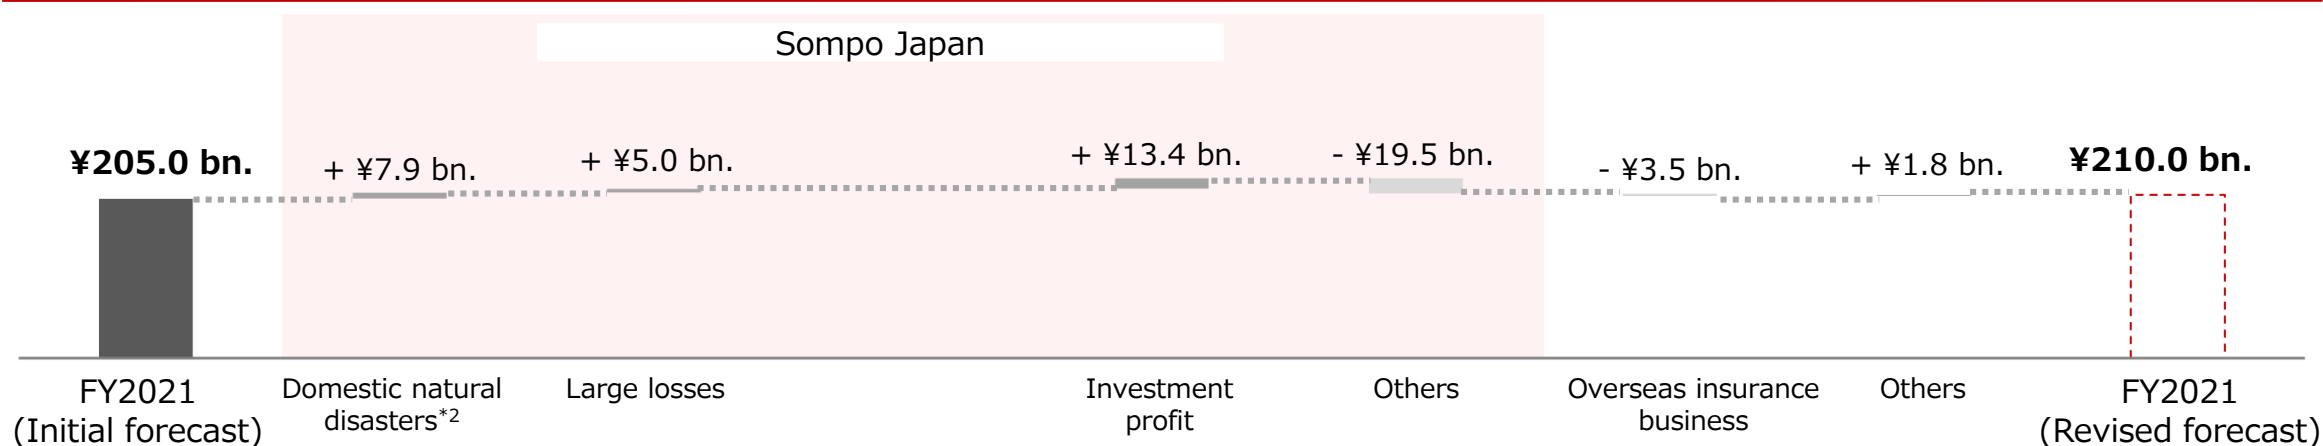 Sompo Japan
¥205.0 bn.
+ ¥7.9 bn.
+ ¥5.0 bn.
+ ¥13.4 bn.
- ¥19.5 bn.
- ¥3.5 bn.
+ ¥1.8 bn.
¥210.0 bn.
FY2021
(Initial forecast)
Domestic natural
disasters*2
Large losses
Investment
profit
Others
Overseas insurance
business
Others
FY2021
(Revised forecast)